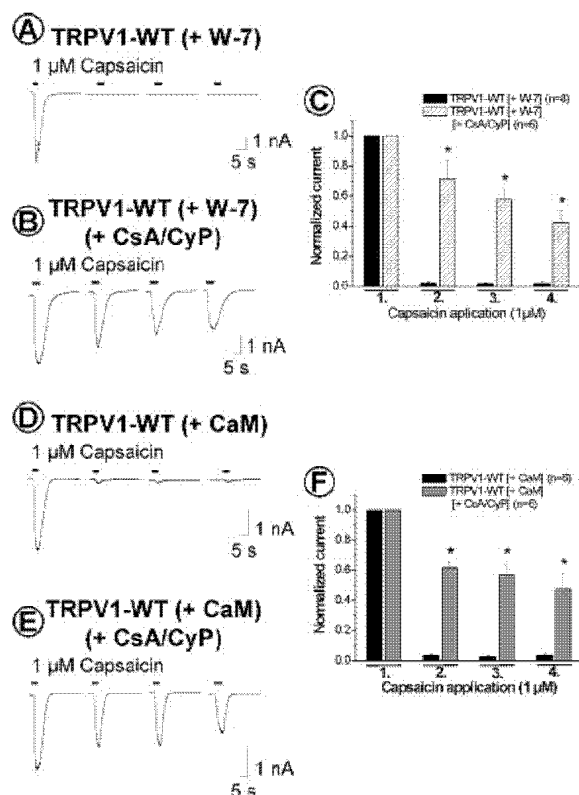 A TRPV1-WT (+ W-7)
1 µM Capsaicin
1 nA
5 s
B TRPV1-WT (+ W-7)
(+ CsA/CyP)
1 µM Capsaicin
1 nA
5 s
C
TRPV1-WT [+ W-7] (n=8)
TRPV1-WT [+ W-7]
[+ CsA/CyP] (n=6)
Normalized current
1.0
0.8
0.6
0.4
0.2
0.0
* * *
1. 2. 3. 4.
Capsaicin aplication (1µM)
D TRPV1-WT (+ CaM)
1 µM Capsaicin
1 nA
5 s
E TRPV1-WT (+ CaM)
(+ CsA/CyP)
1 µM Capsaicin
1 nA
5 s
F
TRPV1-WT [+ CaM] (n=6)
TRPV1-WT [+ CaM]
[+ CsA/CyP] (n=6)
Normalized current
1.0
0.8
0.6
0.4
0.2
0.0
* * *
1. 2. 3. 4.
Capsaicin application (1 µM)